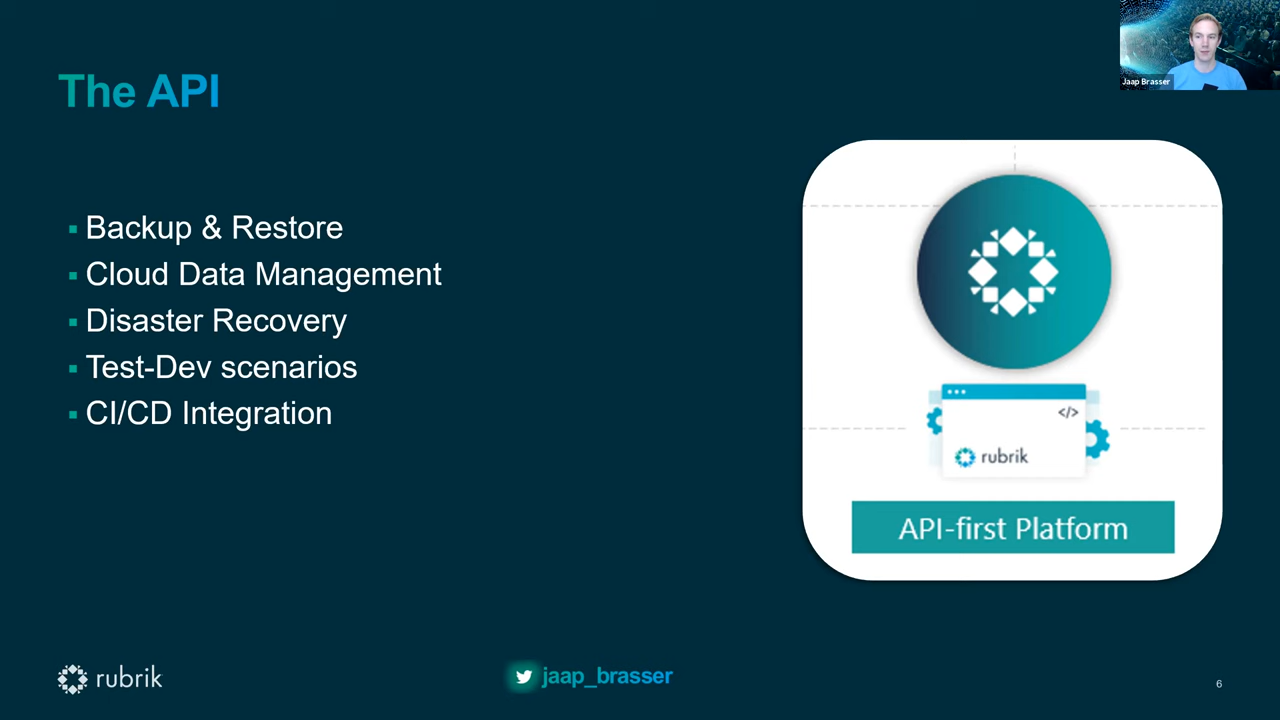 The API
Jaap Brasser
Backup & Restore
Cloud Data Management
Disaster Recovery
Test-Dev scenarios
CI/CD Integration
</>
rubrik
API-first Platform
rubrik
jaap_brasser
6